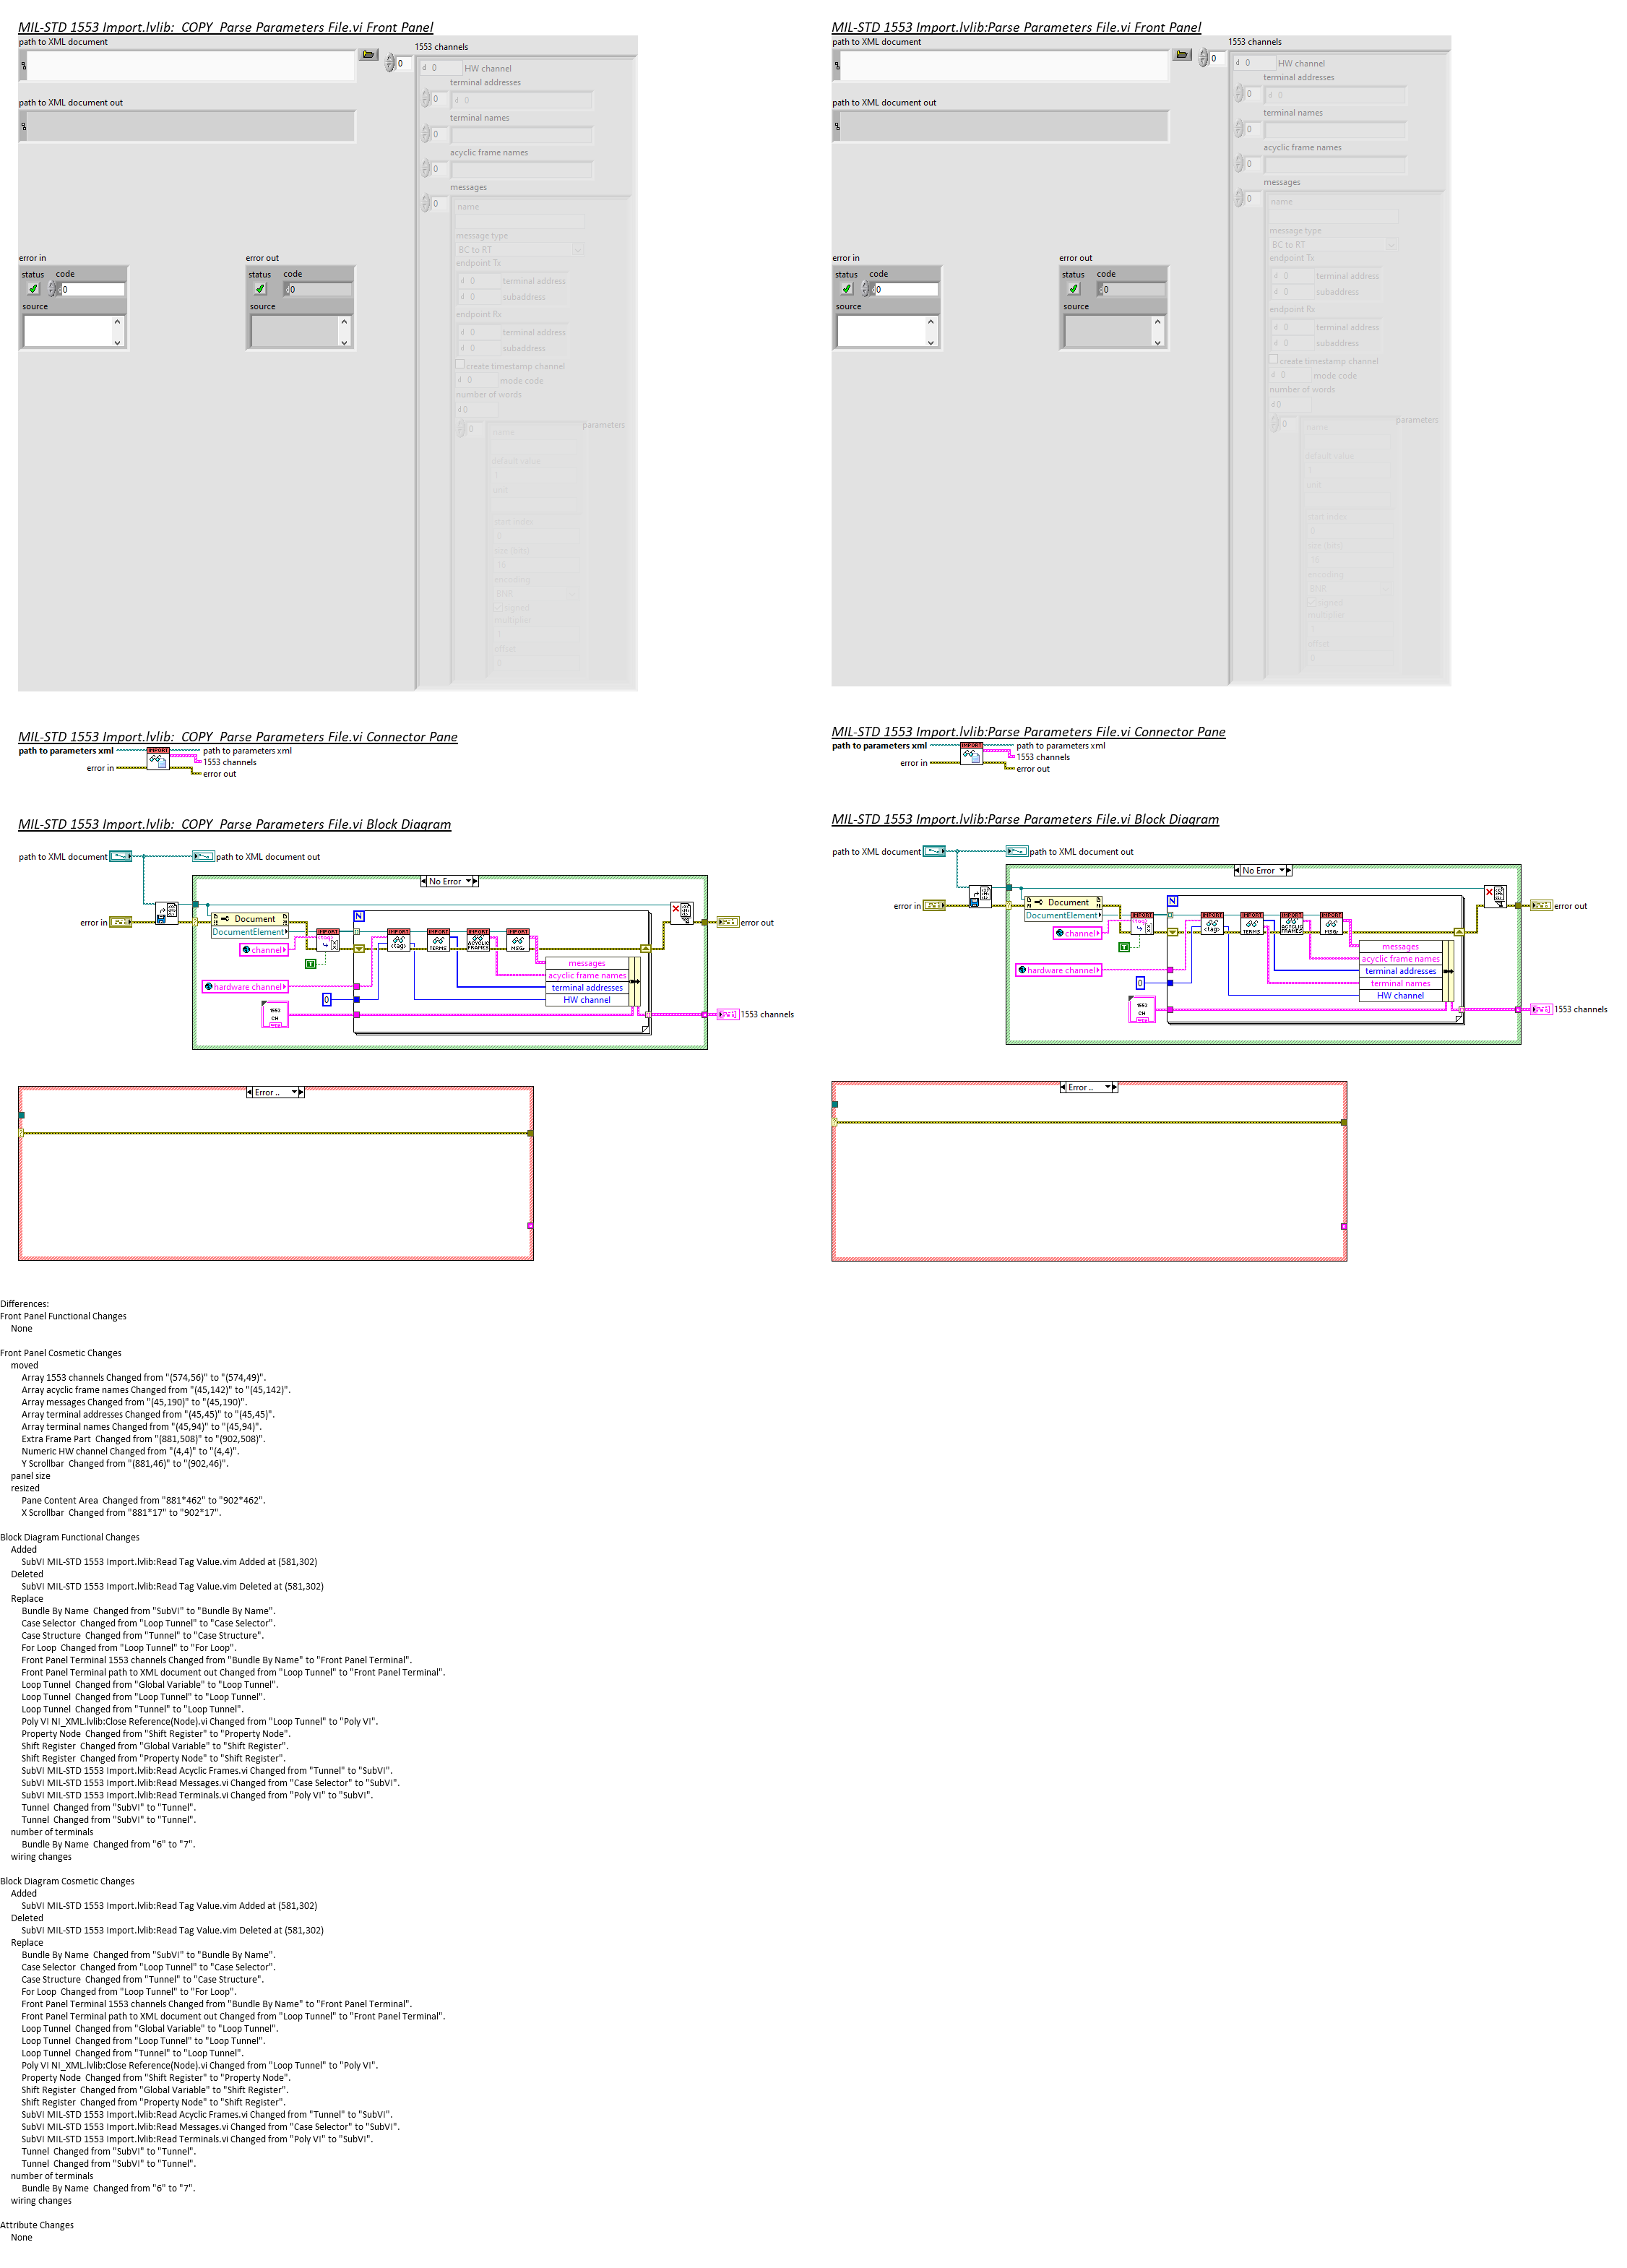 MIL-STD 1553 Import.lvlib:  COPY  Parse Parameters File.vi Front Panel
path to XML document
1553 channels
0
d 0 HW channel
terminal addresses
0
d 0
path to XML document out
terminal names
0
acyclic frame names
0
messages
0
name
message type
BC to RT
endpoint Tx
d 0 terminal address
d 0 subaddress
endpoint Rx
d 0 terminal address
d 0 subaddress
create timestamp channel
d 0 mode code
number of words
d 0
0
parameters
name
default value
1
unit
start index
0
size (bits)
16
encoding
BNR
signed
multiplier
1
offset
0
error in
status code
0
source
error out
status code
0
source
MIL-STD 1553 Import.lvlib:Parse Parameters File.vi Front Panel
path to XML document
1553 channels
0
d 0 HW channel
terminal addresses
0
d 0
path to XML document out
terminal names
0
acyclic frame names
0
messages
0
name
message type
BC to RT
endpoint Tx
d 0 terminal address
d 0 subaddress
endpoint Rx
d 0 terminal address
d 0 subaddress
create timestamp channel
d 0 mode code
number of words
d 0
0
parameters
name
default value
1
unit
start index
0
size (bits)
16
encoding
BNR
signed
multiplier
1
offset
0
error in
status code
0
source
error out
status code
0
source
MIL-STD 1553 Import.lvlib:  COPY  Parse Parameters File.vi Connector Pane
path to parameters xml
IMPORT
path to parameters xml
1553 channels
error in
error out
MIL-STD 1553 Import.lvlib:Parse Parameters File.vi Connector Pane
path to parameters xml
IMPORT
path to parameters xml
1553 channels
error in
error out
MIL-STD 1553 Import.lvlib:  COPY  Parse Parameters File.vi Block Diagram
path to XML document
path to XML document out
No Error
error in
Document
DocumentElement
N
channel
T
IMPORT
IMPORT <tag>
IMPORT TERMS
IMPORT ACYCLIC FRAMES
IMPORT MSG
error out
messages
acyclic frame names
terminal addresses
HW channel
hardware channel
0
1553 CH
1553 channels
Error ..
MIL-STD 1553 Import.lvlib:Parse Parameters File.vi Block Diagram
path to XML document
path to XML document out
No Error
error in
Document
DocumentElement
N
channel
T
IMPORT
IMPORT <tag>
IMPORT TERMS
IMPORT ACYCLIC FRAMES
IMPORT MSG
error out
messages
acyclic frame names
terminal addresses
terminal names
HW channel
hardware channel
0
1553 CH
1553 channels
Error ..
Differences:
Front Panel Functional Changes
None
Front Panel Cosmetic Changes
moved
Array 1553 channels Changed from "(574,56)" to "(574,49)".
Array acyclic frame names Changed from "(45,142)" to "(45,142)".
Array messages Changed from "(45,190)" to "(45,190)".
Array terminal addresses Changed from "(45,45)" to "(45,45)".
Array terminal names Changed from "(45,94)" to "(45,94)".
Extra Frame Part  Changed from "(881,508)" to "(902,508)".
Numeric HW channel Changed from "(4,4)" to "(4,4)".
Y Scrollbar  Changed from "(881,46)" to "(902,46)".
panel size
resized
Pane Content Area  Changed from "881*462" to "902*462".
X Scrollbar  Changed from "881*17" to "902*17".
Block Diagram Functional Changes
Added
SubVI MIL-STD 1553 Import.lvlib:Read Tag Value.vim Added at (581,302)
Deleted
SubVI MIL-STD 1553 Import.lvlib:Read Tag Value.vim Deleted at (581,302)
Replace
Bundle By Name  Changed from "SubVI" to "Bundle By Name".
Case Selector  Changed from "Loop Tunnel" to "Case Selector".
Case Structure  Changed from "Tunnel" to "Case Structure".
For Loop  Changed from "Loop Tunnel" to "For Loop".
Front Panel Terminal 1553 channels Changed from "Bundle By Name" to "Front Panel Terminal".
Front Panel Terminal path to XML document out Changed from "Loop Tunnel" to "Front Panel Terminal".
Loop Tunnel  Changed from "Global Variable" to "Loop Tunnel".
Loop Tunnel  Changed from "Loop Tunnel" to "Loop Tunnel".
Loop Tunnel  Changed from "Tunnel" to "Loop Tunnel".
Poly VI NI_XML.lvlib:Close Reference(Node).vi Changed from "Loop Tunnel" to "Poly VI".
Property Node  Changed from "Shift Register" to "Property Node".
Shift Register  Changed from "Global Variable" to "Shift Register".
Shift Register  Changed from "Property Node" to "Shift Register".
SubVI MIL-STD 1553 Import.lvlib:Read Acyclic Frames.vi Changed from "Tunnel" to "SubVI".
SubVI MIL-STD 1553 Import.lvlib:Read Messages.vi Changed from "Case Selector" to "SubVI".
SubVI MIL-STD 1553 Import.lvlib:Read Terminals.vi Changed from "Poly VI" to "SubVI".
Tunnel  Changed from "SubVI" to "Tunnel".
Tunnel  Changed from "SubVI" to "Tunnel".
number of terminals
Bundle By Name  Changed from "6" to "7".
wiring changes
Block Diagram Cosmetic Changes
Added
SubVI MIL-STD 1553 Import.lvlib:Read Tag Value.vim Added at (581,302)
Deleted
SubVI MIL-STD 1553 Import.lvlib:Read Tag Value.vim Deleted at (581,302)
Replace
Bundle By Name  Changed from "SubVI" to "Bundle By Name".
Case Selector  Changed from "Loop Tunnel" to "Case Selector".
Case Structure  Changed from "Tunnel" to "Case Structure".
For Loop  Changed from "Loop Tunnel" to "For Loop".
Front Panel Terminal 1553 channels Changed from "Bundle By Name" to "Front Panel Terminal".
Front Panel Terminal path to XML document out Changed from "Loop Tunnel" to "Front Panel Terminal".
Loop Tunnel  Changed from "Global Variable" to "Loop Tunnel".
Loop Tunnel  Changed from "Loop Tunnel" to "Loop Tunnel".
Loop Tunnel  Changed from "Tunnel" to "Loop Tunnel".
Poly VI NI_XML.lvlib:Close Reference(Node).vi Changed from "Loop Tunnel" to "Poly VI".
Property Node  Changed from "Shift Register" to "Property Node".
Shift Register  Changed from "Global Variable" to "Shift Register".
Shift Register  Changed from "Property Node" to "Shift Register".
SubVI MIL-STD 1553 Import.lvlib:Read Acyclic Frames.vi Changed from "Tunnel" to "SubVI".
SubVI MIL-STD 1553 Import.lvlib:Read Messages.vi Changed from "Case Selector" to "SubVI".
SubVI MIL-STD 1553 Import.lvlib:Read Terminals.vi Changed from "Poly VI" to "SubVI".
Tunnel  Changed from "SubVI" to "Tunnel".
Tunnel  Changed from "SubVI" to "Tunnel".
number of terminals
Bundle By Name  Changed from "6" to "7".
wiring changes
Attribute Changes
None